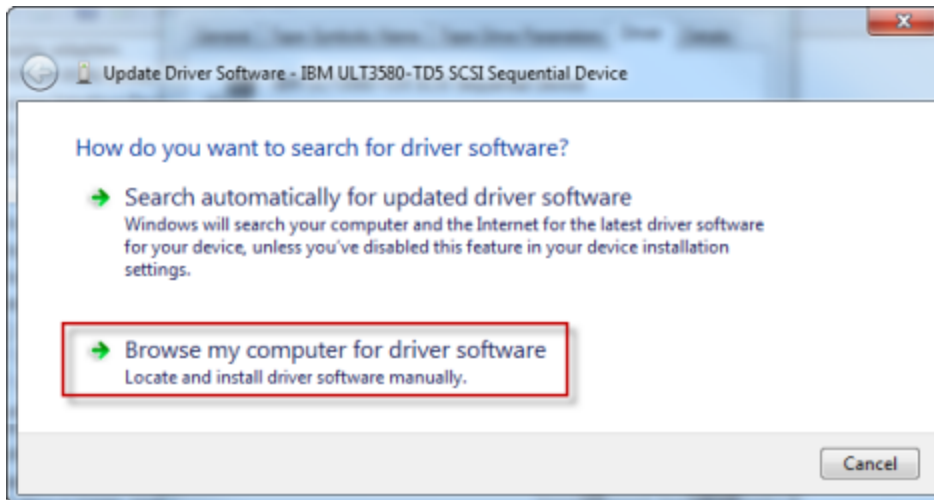 Update Driver Software - IBM ULT3580-TD5 SCSI Sequential Device
How do you want to search for driver software?
Search automatically for updated driver software
Windows will search your computer and the Internet for the latest driver software
for your device, unless you've disabled this feature in your device installation
settings.
Browse my computer for driver software
Locate and install driver software manually.
Cancel